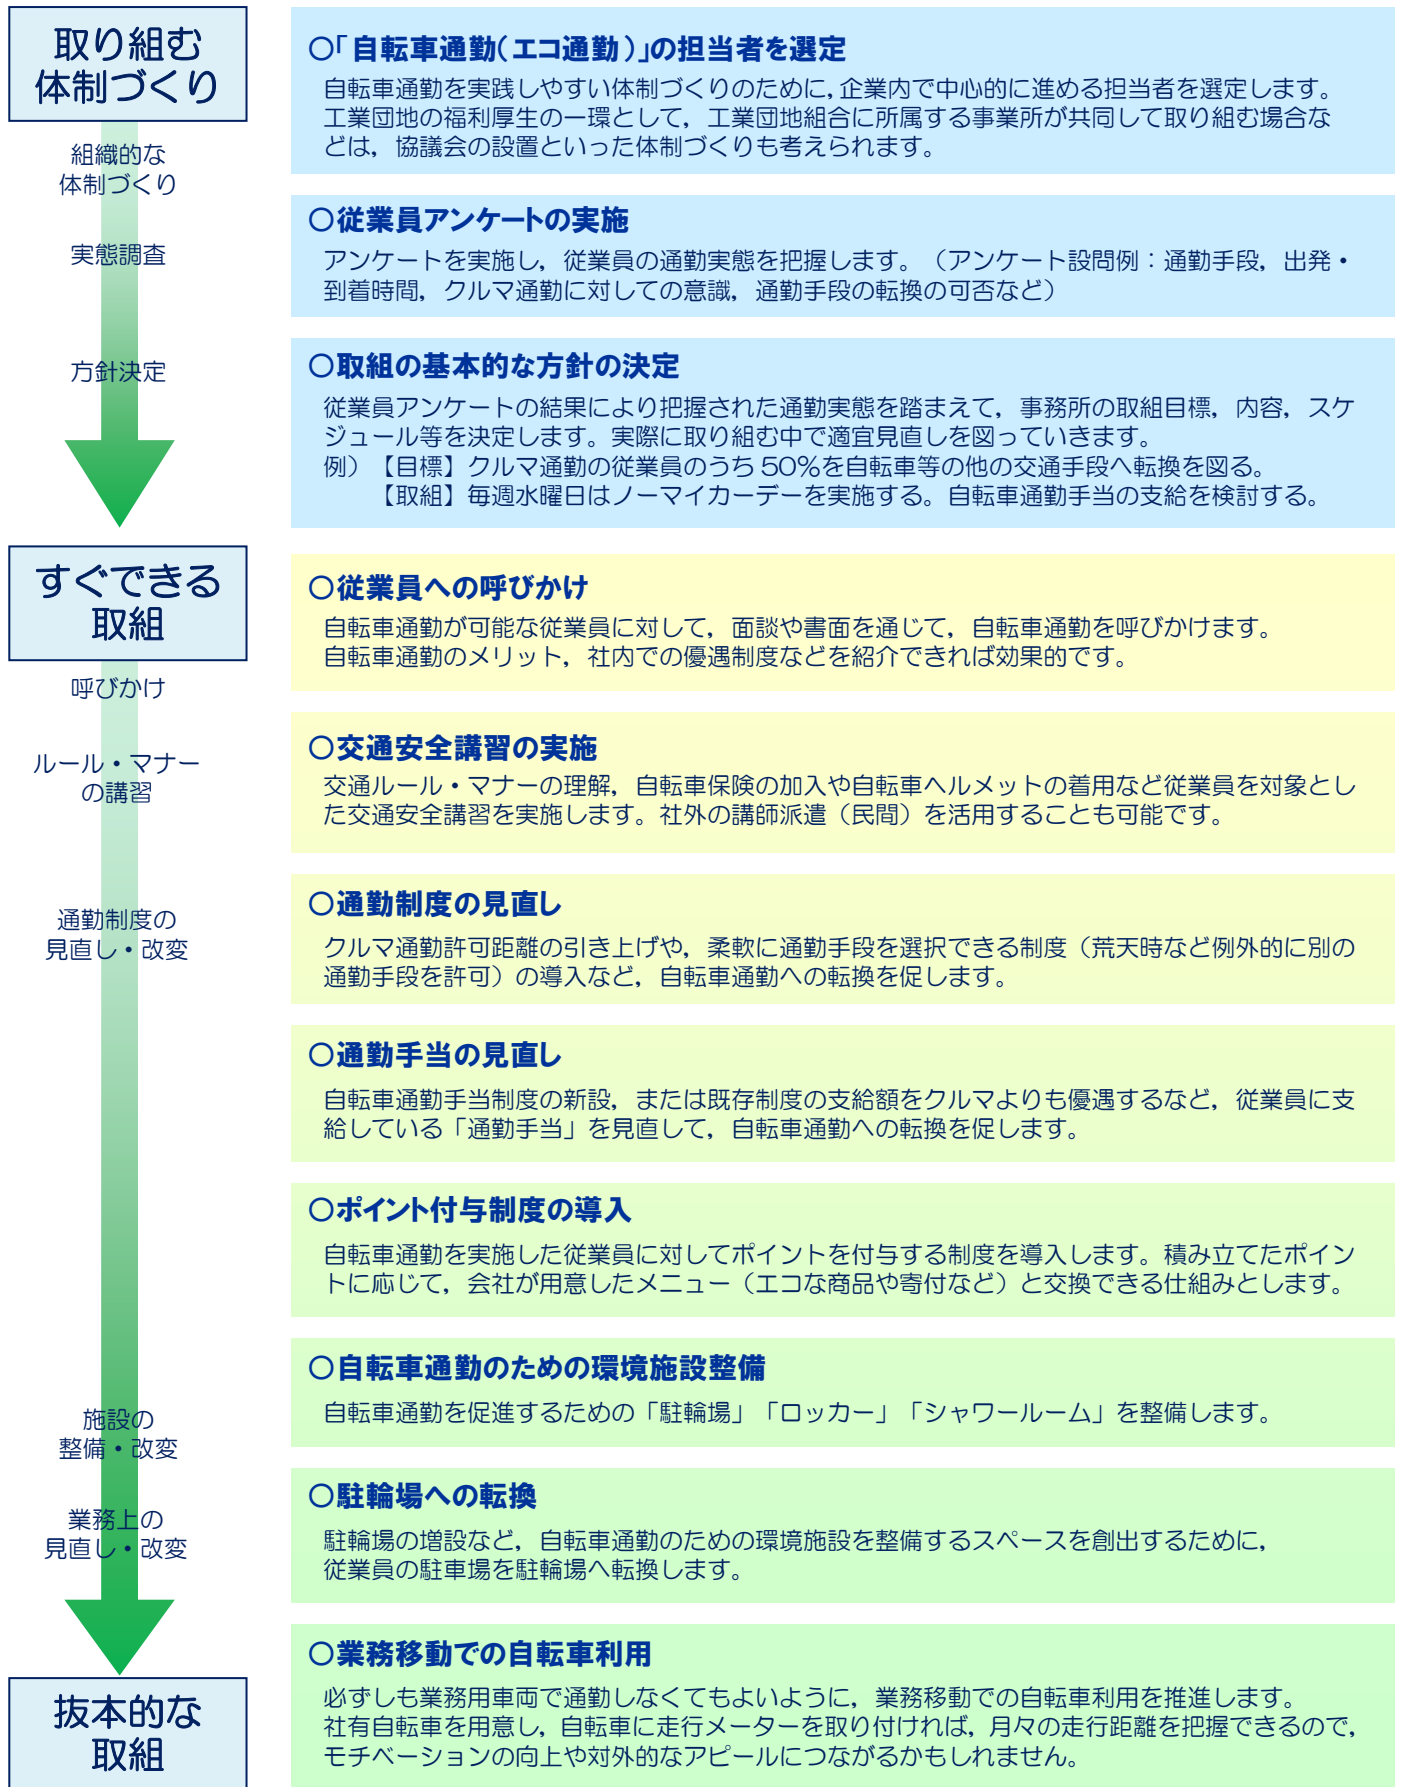 取り組む
体制づくり
〇「自転車通勤(エコ通勤)」の担当者を選定
自転車通勤を実践しやすい体制づくりのために，企業内で中心的に進める担当者を選定します。
工業団地の福利厚生の一環として，工業団地組合に所属する事業所が共同して取り組む場合な
どは，協議会の設置といった体制づくりも考えられます。
組織的な
体制づくり
〇従業員アンケートの実施
アンケートを実施し，従業員の通勤実態を把握します。（アンケート設問例：通勤手段，出発・
到着時間，クルマ通勤に対しての意識，通勤手段の転換の可否など）
実態調査
〇取組の基本的な方針の決定
従業員アンケートの結果により把握された通勤実態を踏まえて，事務所の取組目標，内容，スケ
ジュール等を決定します。実際に取り組む中で適宜見直しを図っていきます。
例）【目標】クルマ通勤の従業員のうち 50％を自転車等の他の交通手段へ転換を図る。
【取組】毎週水曜日はノーマイカーデーを実施する。自転車通勤手当の支給を検討する。
方針決定
すぐできる
取組
〇従業員への呼びかけ
自転車通勤が可能な従業員に対して，面談や書面を通じて，自転車通勤を呼びかけます。
自転車通勤のメリット，社内での優遇制度などを紹介できれば効果的です。
呼びかけ
〇交通安全講習の実施
交通ルール・マナーの理解，自転車保険の加入や自転車ヘルメットの着用など従業員を対象とし
た交通安全講習を実施します。社外の講師派遣（民間）を活用することも可能です。
ルール・マナー
の講習
〇通勤制度の見直し
クルマ通勤許可距離の引き上げや，柔軟に通勤手段を選択できる制度（荒天時など例外的に別の
通勤手段を許可）の導入など，自転車通勤への転換を促します。
通勤制度の
見直し・改変
〇通勤手当の見直し
自転車通勤手当制度の新設，または既存制度の支給額をクルマよりも優遇するなど，従業員に支
給している「通勤手当」を見直して，自転車通勤への転換を促します。
〇ポイント付与制度の導入
自転車通勤を実施した従業員に対してポイントを付与する制度を導入します。積み立てたポイン
トに応じて，会社が用意したメニュー（エコな商品や寄付など）と交換できる仕組みとします。
〇自転車通勤のための環境施設整備
自転車通勤を促進するための「駐輪場」「ロッカー」「シャワールーム」を整備します。
施設の
整備・改変
〇駐輪場への転換
駐輪場の増設など，自転車通勤のための環境施設を整備するスペースを創出するために，
従業員の駐車場を駐輪場へ転換します。
業務上の
見直し・改変
〇業務移動での自転車利用
必ずしも業務用車両で通勤しなくてもよいように，業務移動での自転車利用を推進します。
社有自転車を用意し，自転車に走行メーターを取り付ければ，月々の走行距離を把握できるので，
モチベーションの向上や対外的なアピールにつながるかもしれません。
抜本的な
取組